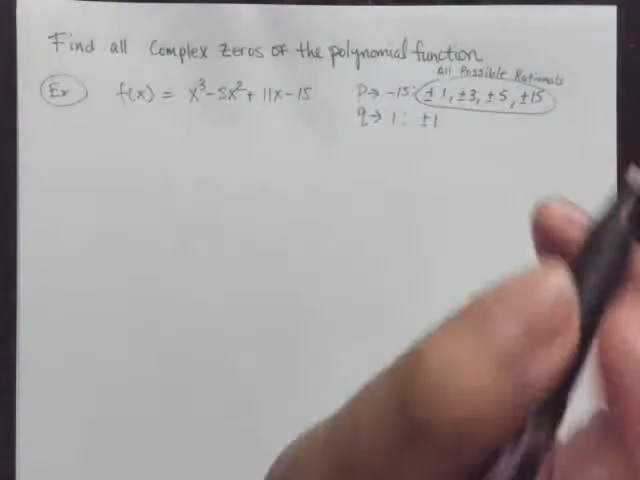 Find all Complex Zeros of the polynomial function
All Possible Rationals
Ex f(x) = x³-5x²+ 11x-15 P→ -15: ±1, ±3, ±5, ±15
q→ 1: ±1